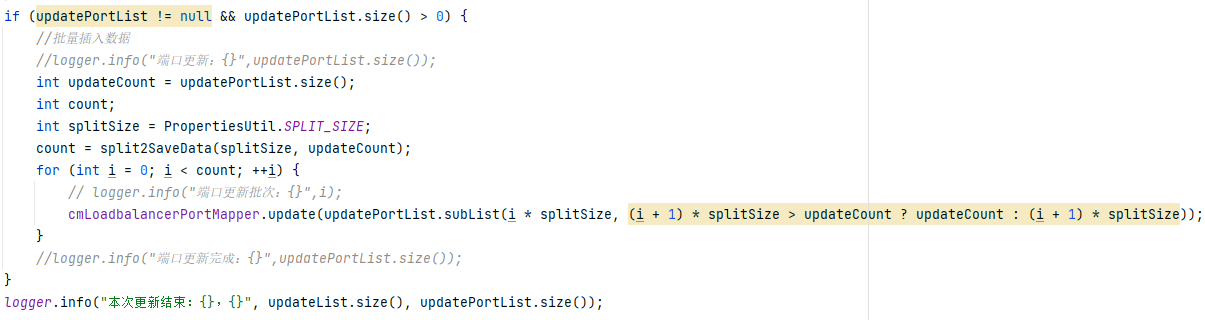 if (updatePortList != null && updatePortList.size() > 0) {
//批量插入数据
//logger.info("端口更新：{}",updatePortList.size());
int updateCount = updatePortList.size();
int count;
int splitSize = PropertiesUtil.SPLIT_SIZE;
count = split2SaveData(splitSize, updateCount);
for (int i = 0; i < count; ++i) {
// logger.info("端口更新批次：{}",i);
cmLoadbalancerPortMapper.update(updatePortList.subList(i * splitSize, (i + 1) * splitSize > updateCount ? updateCount : (i + 1) * splitSize));
}
//logger.info("端口更新完成：{}",updatePortList.size());
}
logger.info("本次更新结束：{}，{}", updateList.size(), updatePortList.size());